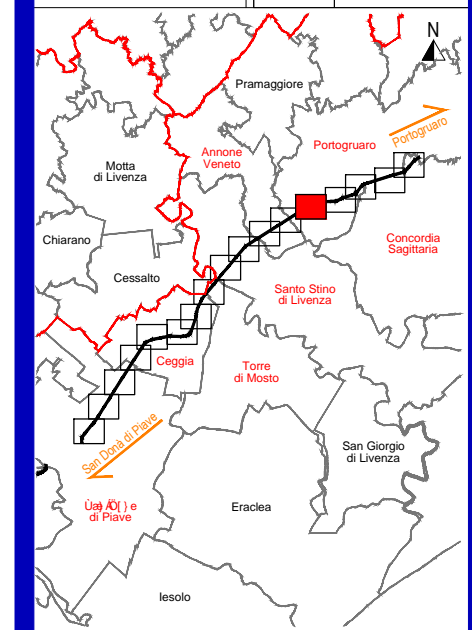 N
Pramaggiore
Portogruaro
Portogruaro
Annone
Veneto
Motta
di Livenza
Chiarano
Concordia
Sagittaria
Cessalto
Santo Stino
di Livenza
Ceggia
Torre
di Mosto
San Donà di Piave
San Giorgio
di Livenza
Eraclea
di Piave
Iesolo